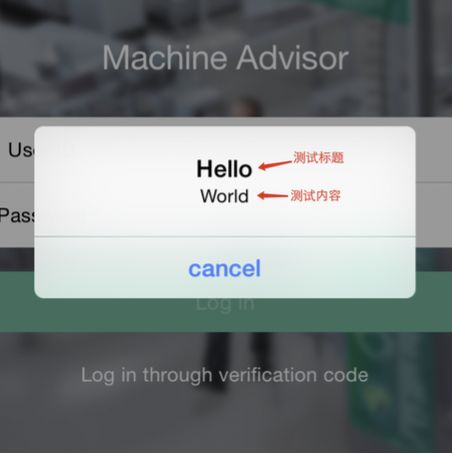 Machine Advisor
Use
Hello
测试标题
World
测试内容
Pass
cancel
Log in
Log in through verification code